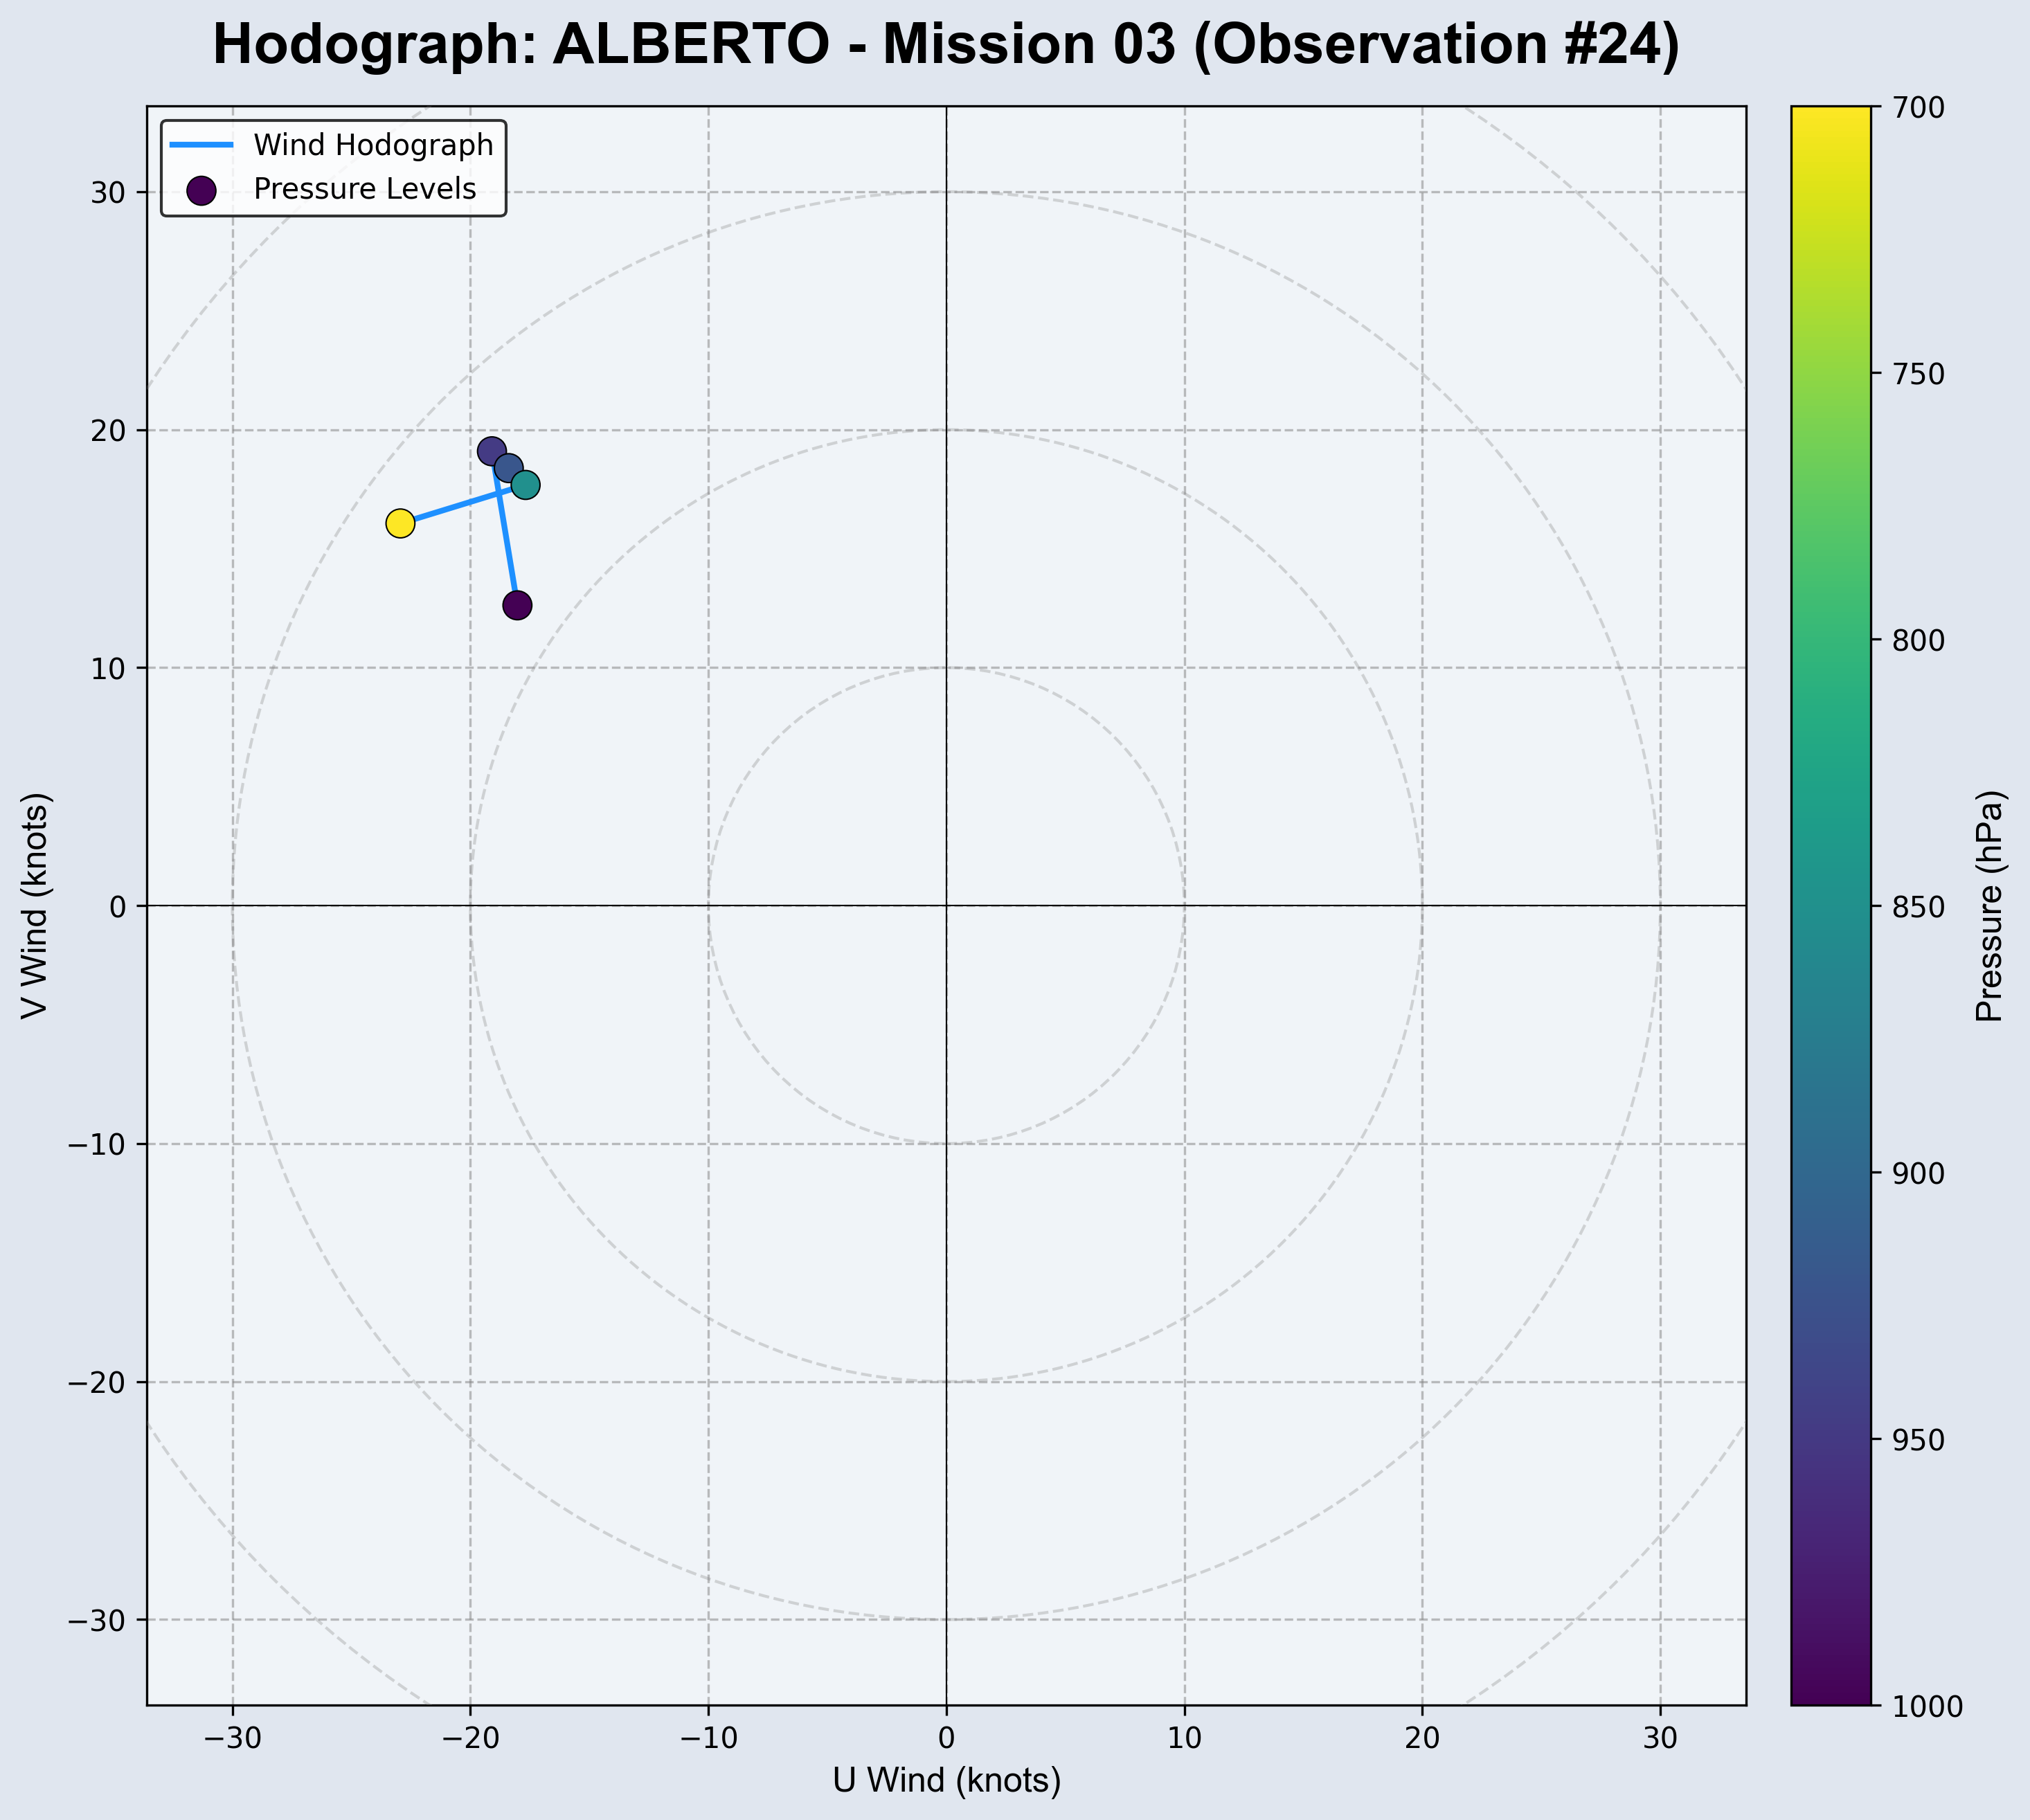 Hodograph: ALBERTO - Mission 03 (Observation #24)
Wind Hodograph
Pressure Levels
V Wind (knots)
30
20
10
0
−10
−20
−30
−30 −20 −10 0 10 20 30
U Wind (knots)
700
750
800
850
900
950
1000
Pressure (hPa)